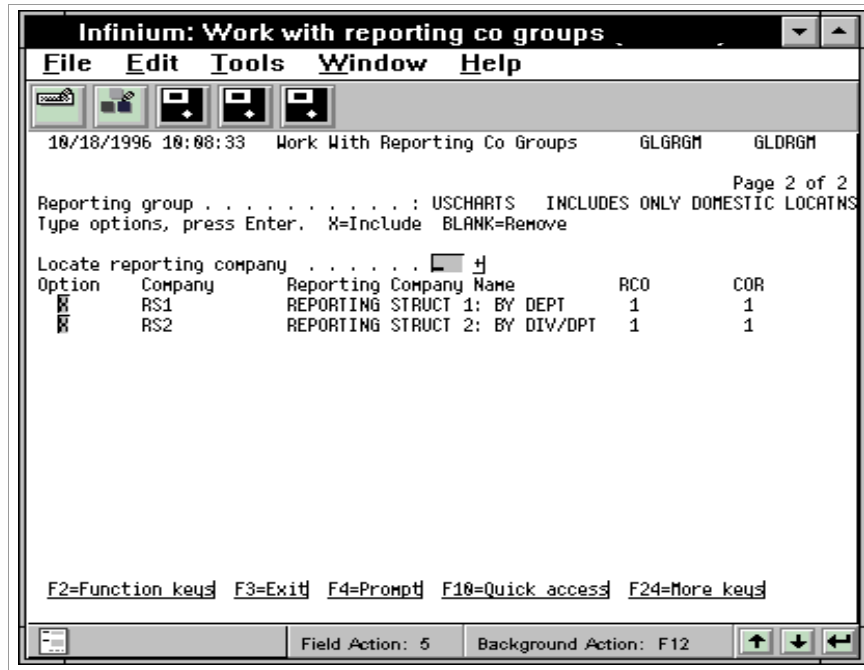 Infinium: Work with reporting co groups
File Edit Tools Window Help
10/18/1996 10:08:33 Work With Reporting Co Groups GLGRGM GLDRGM
Page 2 of 2
Reporting group . . . . . . . . . . . : USCHARTS INCLUDES ONLY DOMESTIC LOCATNS
Type options, press Enter. X=Include BLANK=Remove
Locate reporting company . . . . . . _ +
Option Company Reporting Company Name RCO COR
X RS1 REPORTING STRUCT 1: BY DEPT 1 1
X RS2 REPORTING STRUCT 2: BY DIV/DPT 1 1
F2=Function keys F3=Exit F4=Prompt F10=Quick access F24=More keys
Field Action: 5 Background Action: F12